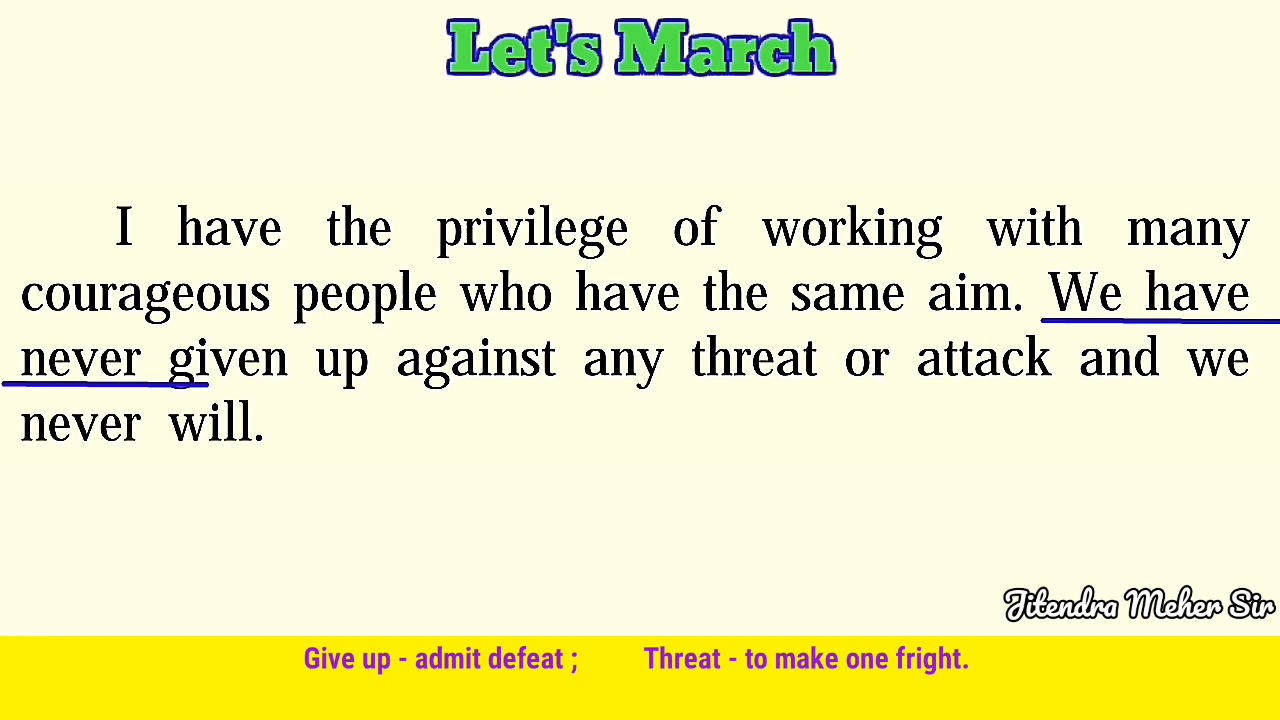 Let's March
I have the privilege of working with many
courageous people who have the same aim. We have
never given up against any threat or attack and we
never will.
Jitendra Meher Sir
Give up - admit defeat ; Threat - to make one fright.